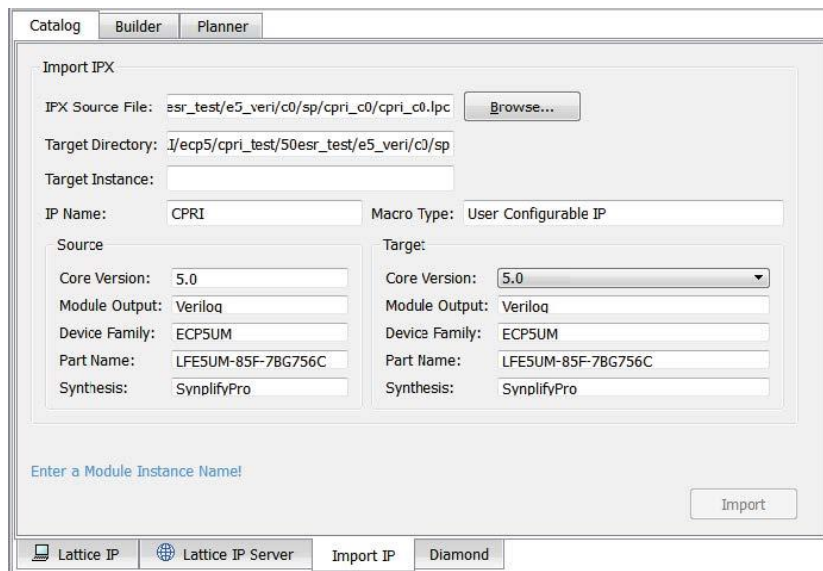 Catalog Builder Planner
Import IPX
IPX Source File: esr_test/e5_veri/c0/sp/cpri_c0/cpri_c0.lpc Browse...
Target Directory: I/ecp5/cpri_test/50esr_test/e5_veri/c0/sp
Target Instance:
IP Name: CPRI Macro Type: User Configurable IP
Source Target
Core Version: 5.0 Core Version: 5.0
Module Output: Verilog Module Output: Verilog
Device Family: ECP5UM Device Family: ECP5UM
Part Name: LFE5UM-85F-7BG756C Part Name: LFE5UM-85F-7BG756C
Synthesis: SynplifyPro Synthesis: SynplifyPro
Enter a Module Instance Name!
Import
Lattice IP Lattice IP Server Import IP Diamond